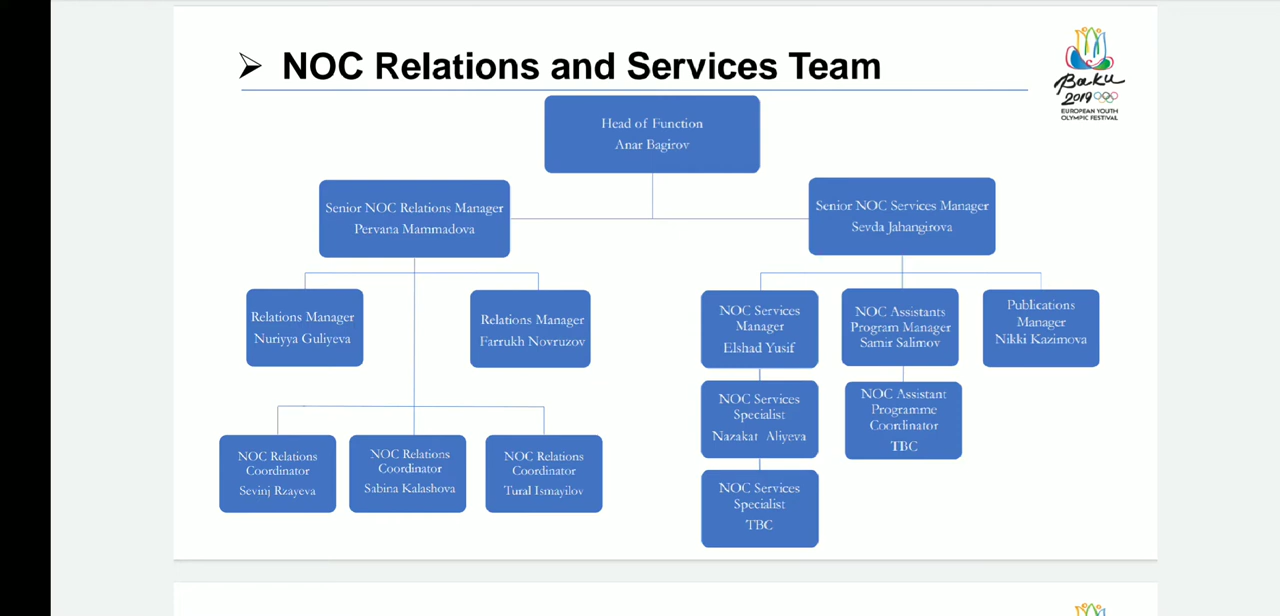 NOC Relations and Services Team
Baku
2019
EUROPEAN YOUTH
OLYMPIC FESTIVAL
Head of Function
Anar Bagirov
Senior NOC Relations Manager
Pervana Mammadova
Senior NOC Services Manager
Sevda Jahangirova
Relations Manager
Nuriyya Guliyeva
Relations Manager
Farrukh Novruzov
NOC Services
Manager
Elshad Yusif
NOC Assistants
Program Manager
Samir Salimov
Publications
Manager
Nikki Kazimova
NOC Services
Specialist
Nazakat Aliyeva
NOC Assistant
Programme
Coordinator
TBC
NOC Relations
Coordinator
Sevinj Rzayeva
NOC Relations
Coordinator
Sabina Kalashova
NOC Relations
Coordinator
Tural Ismayilov
NOC Services
Specialist
TBC